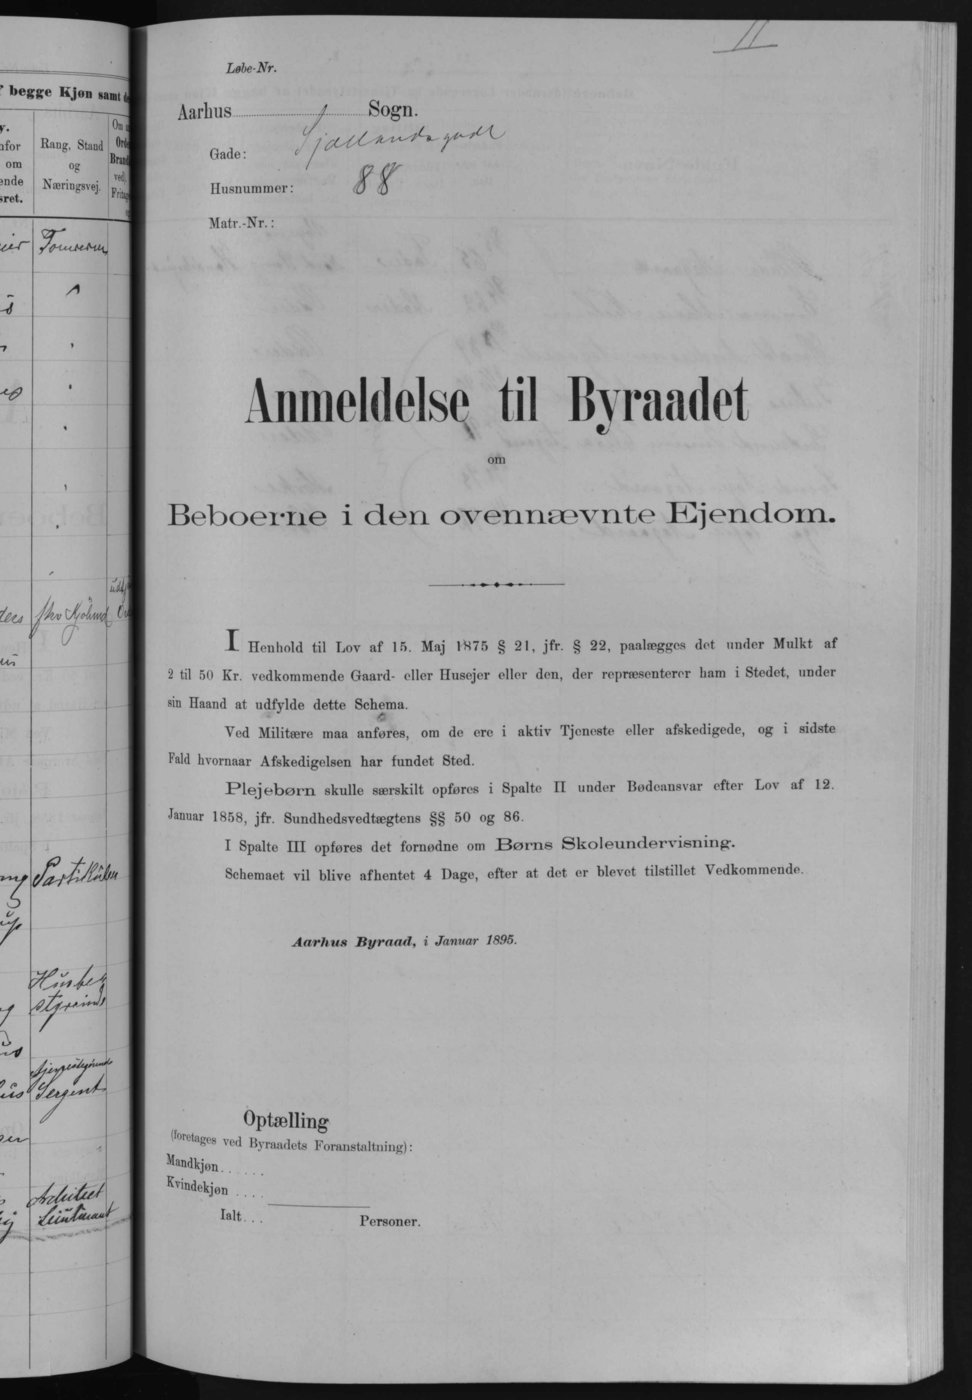 II
Løbe-Nr.
Aarhus Sogn.
Gade: Sjællandsgade
Husnummer: 88
Matr.-Nr.:
Anmeldelse til Byraadet
om
Beboerne i den ovennævnte Ejendom.
I Henhold til Lov af 15. Maj 1875 § 21, jfr. § 22, paalægges det under Mulkt af
2 til 50 Kr. vedkommende Gaard- eller Husejer eller den, der repræsenterer ham i Stedet, under
sin Haand at udfylde dette Schema.
Ved Militære maa anføres, om de ere i aktiv Tjeneste eller afskedigede, og i sidste
Fald hvornaar Afskedigelsen har fundet Sted.
Plejebørn skulle særskilt opføres i Spalte II under Bødeansvar efter Lov af 12.
Januar 1858, jfr. Sundhedsvedtægtens §§ 50 og 86.
I Spalte III opføres det fornødne om Børns Skoleundervisning.
Schemaet vil blive afhentet 4 Dage, efter at det er blevet tilstillet Vedkommende.
Aarhus Byraad, i Januar 1895.
Optælling
(foretages ved Byraadets Foranstaltning):
Mandkjøn
Kvindekjøn
Ialt
Personer.
begge Kjøn samt
Rang, Stand
og
Næringsvej.
om
Sergent
Architect
Leiutenant